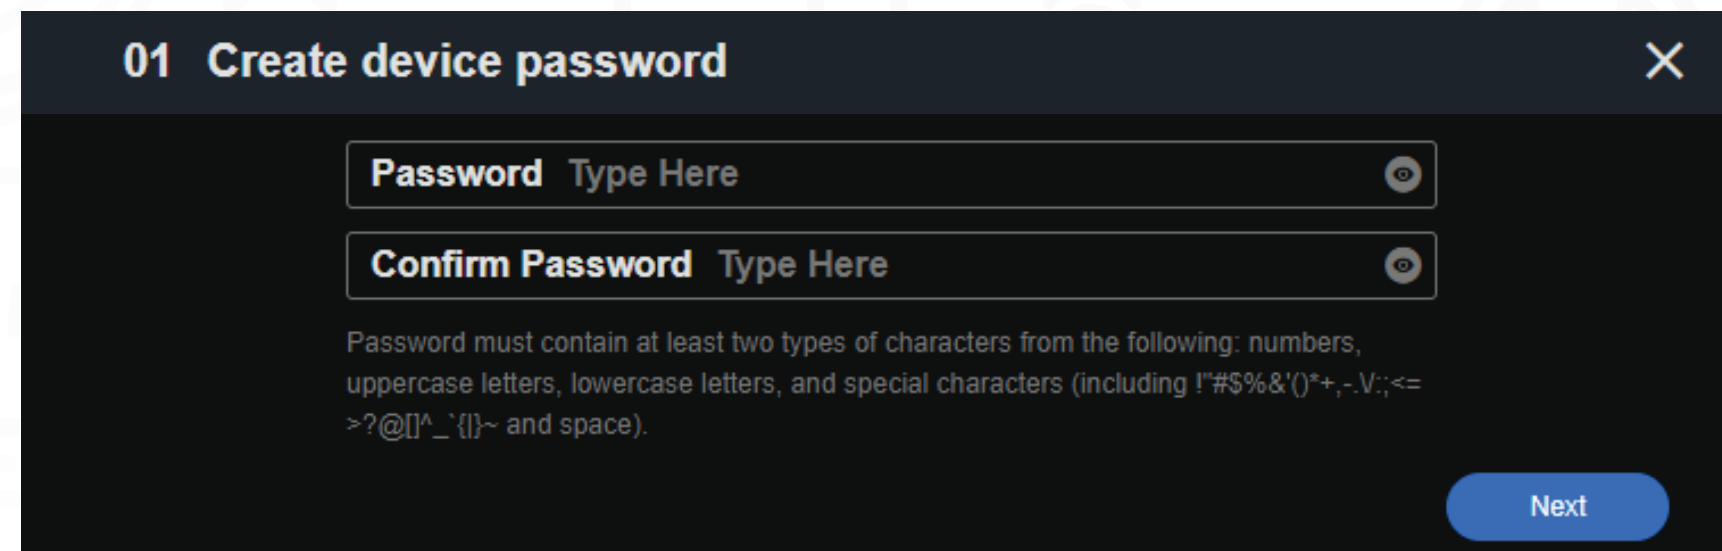 01 Create device password
Password Type Here
Confirm Password Type Here
Password must contain at least two types of characters from the following: numbers,
uppercase letters, lowercase letters, and special characters (including !"#$%&'()*+,-.\/:;<=
>?@[]^_`{|}~ and space).
Next